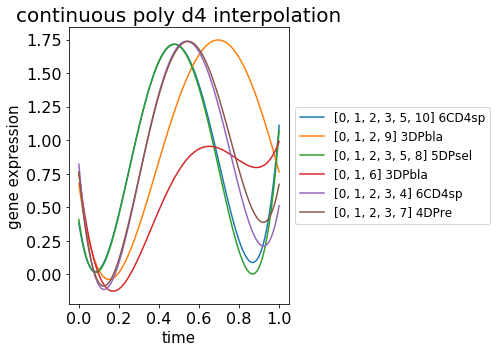 continuous poly d4 interpolation
gene expression
1.75
1.50
1.25
1.00
0.75
0.50
0.25
0.00
0.0 0.2 0.4 0.6 0.8 1.0
time
[0, 1, 2, 3, 5, 10] 6CD4sp
[0, 1, 2, 9] 3DPbla
[0, 1, 2, 3, 5, 8] 5DPsel
[0, 1, 6] 3DPbla
[0, 1, 2, 3, 4] 6CD4sp
[0, 1, 2, 3, 7] 4DPre